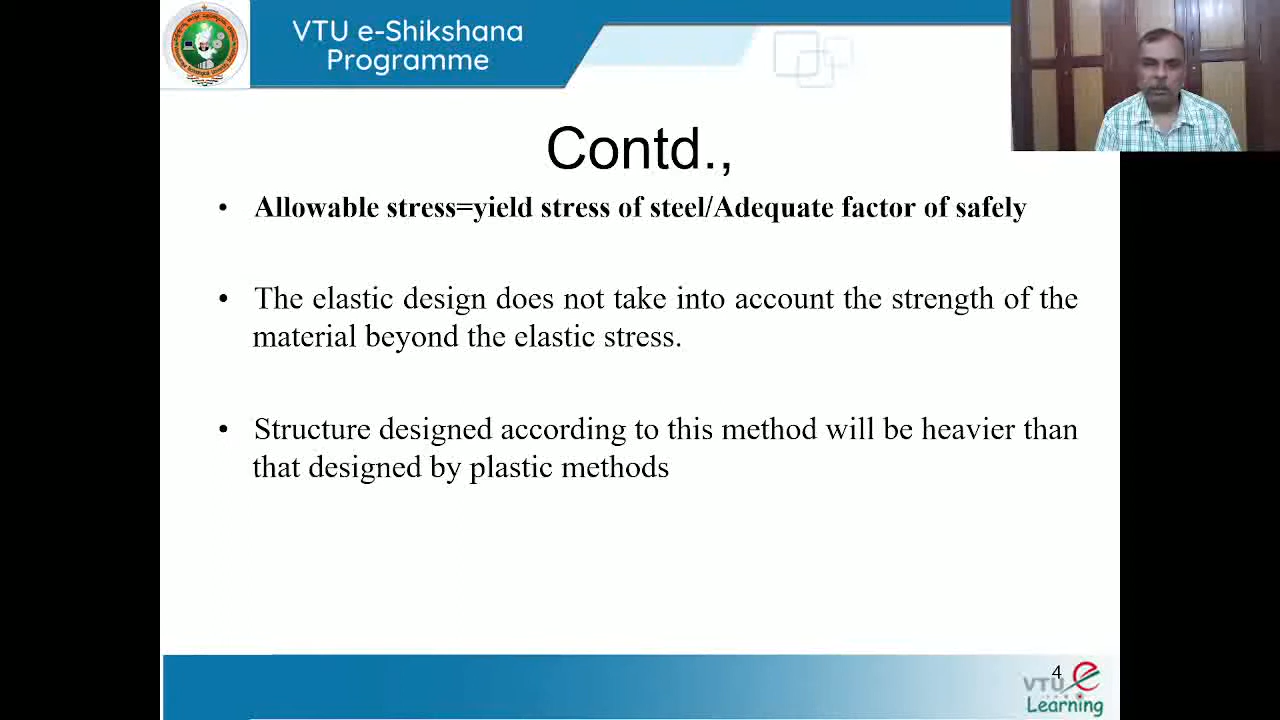 VTU e-Shikshana
Programme
Contd.,
• Allowable stress=yield stress of steel/Adequate factor of safely
• The elastic design does not take into account the strength of the
material beyond the elastic stress.
• Structure designed according to this method will be heavier than
that designed by plastic methods
4
VTU e
Learning